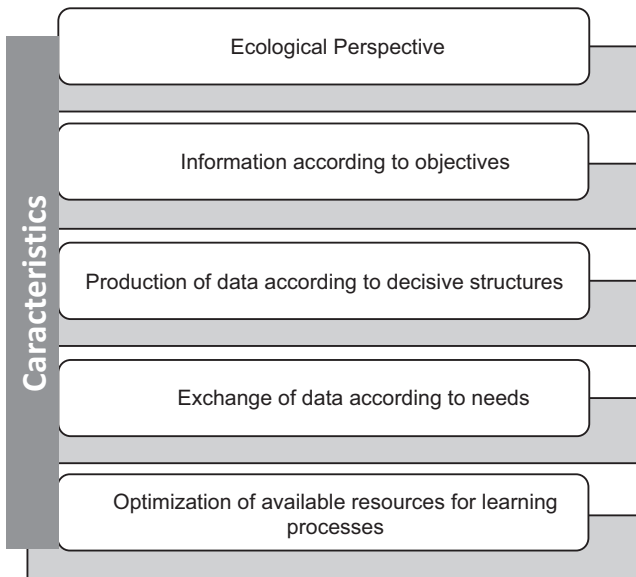 Caracteristics
Ecological Perspective
Information according to objectives
Production of data according to decisive structures
Exchange of data according to needs
Optimization of available resources for learning
processes